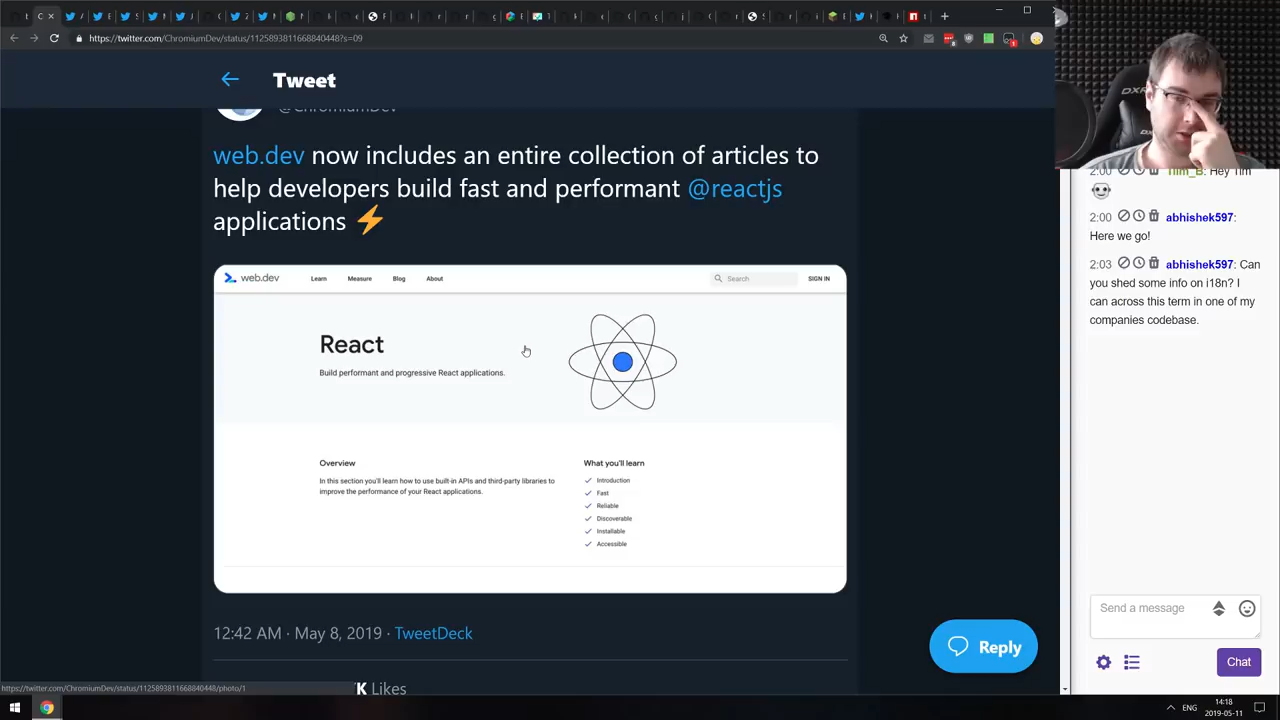 https://twitter.com/ChromiumDev/status/1125893811668840448?s=09
Tweet
@ChromiumDev
web.dev now includes an entire collection of articles to
help developers build fast and performant @reactjs
applications ⚡
web.dev Learn Measure Blog About Search SIGN IN
React
Build performant and progressive React applications.
Overview
In this section you'll learn how to use built-in APIs and third-party libraries to
improve the performance of your React applications.
What you'll learn
Introduction
Fast
Reliable
Discoverable
Installable
Accessible
12:42 AM · May 8, 2019 · TweetDeck
Reply
K Likes
https://twitter.com/ChromiumDev/status/1125893811668840448/photo/1
DXR
2:00 Tiim_B: Hey Tim
2:00 abhishek597:
Here we go!
2:03 abhishek597: Can
you shed some info on i18n? I
can across this term in one of my
companies codebase.
Send a message
Chat
ENG
14:18
2019-05-11